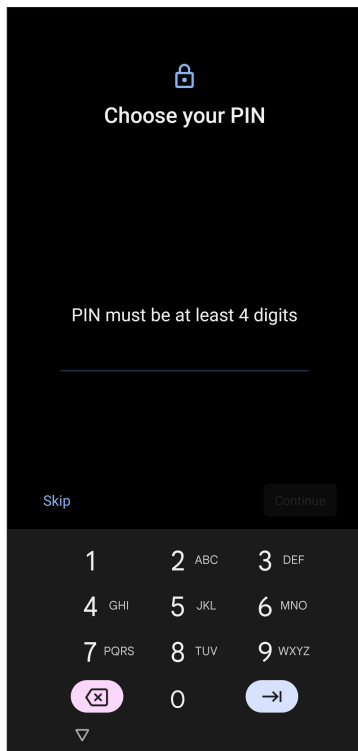 Choose your PIN
PIN must be at least 4 digits
Skip Continue
1 2 ABC 3 DEF
4 GHI 5 JKL 6 MNO
7 PQRS 8 TUV 9 WXYZ
0